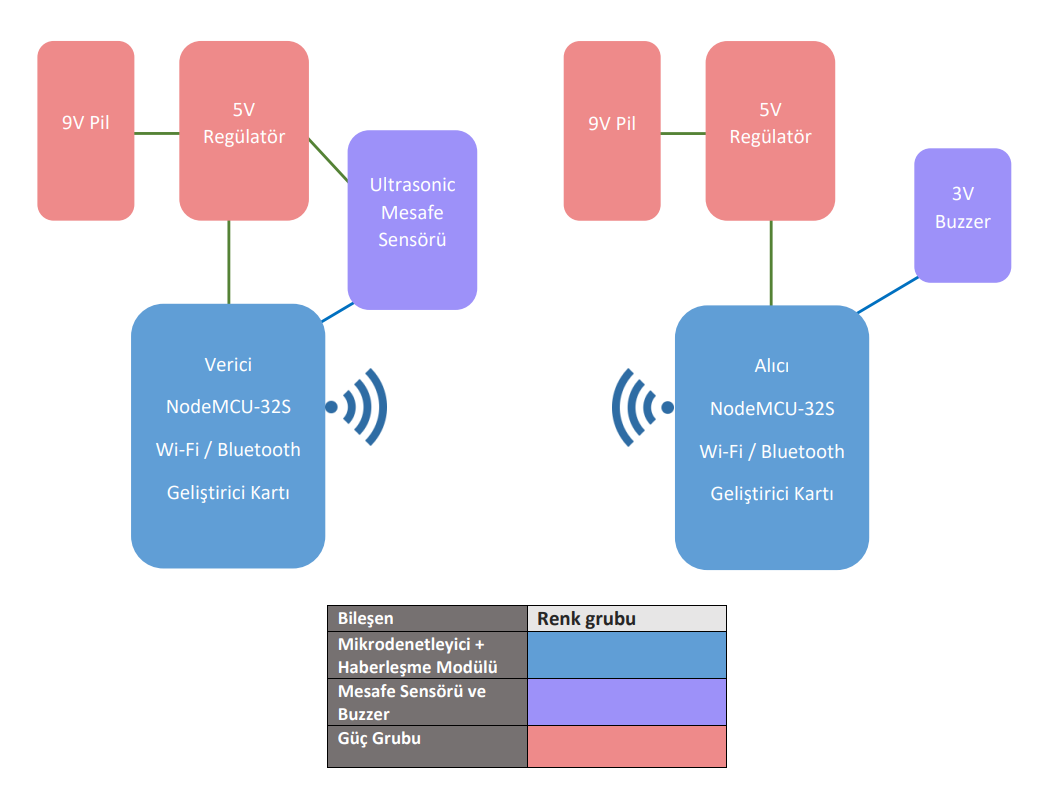 9V Pil
5V
Regülatör
Ultrasonic
Mesafe
Sensörü
Verici
NodeMCU-32S
Wi-Fi / Bluetooth
Geliştirici Kartı
9V Pil
5V
Regülatör
3V
Buzzer
Alıcı
NodeMCU-32S
Wi-Fi / Bluetooth
Geliştirici Kartı
Bileşen
Renk grubu
Mikrodenetleyici +
Haberleşme Modülü
Mesafe Sensörü ve
Buzzer
Güç Grubu